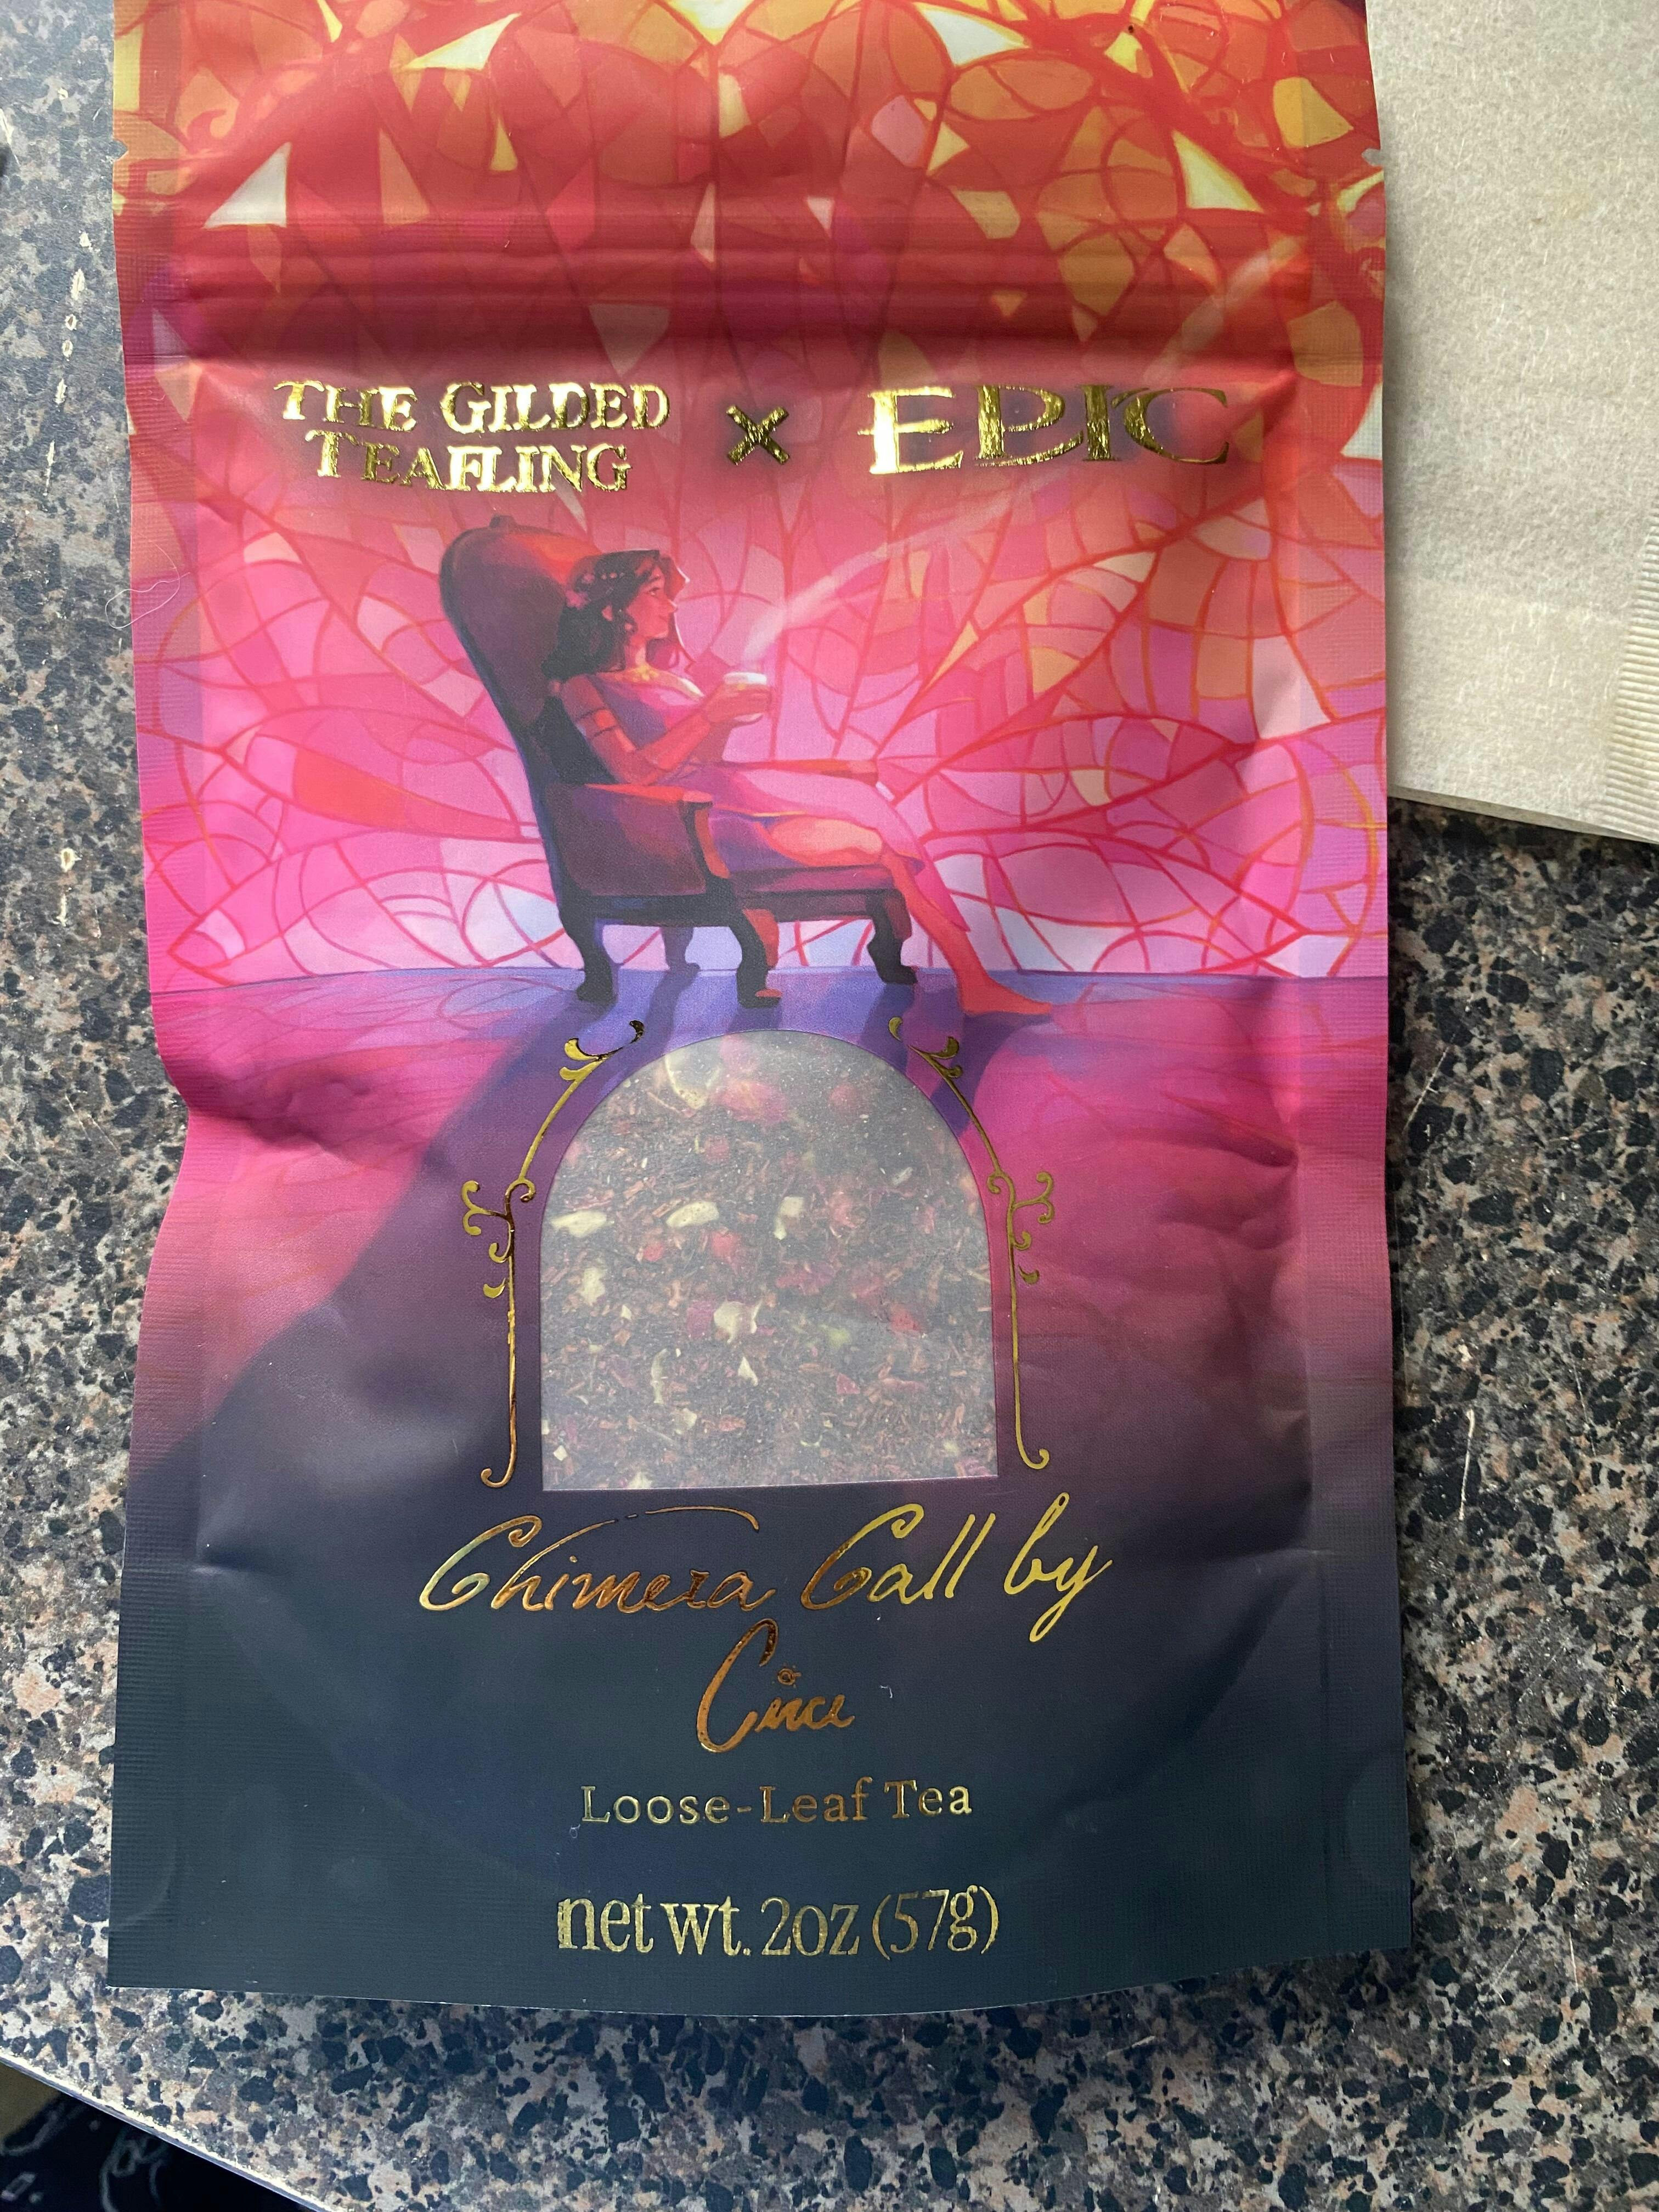 THE GILDED TEAFLING × EPIC
Chimera Call by
Circe
Loose-Leaf Tea
net wt. 2oz (57g)